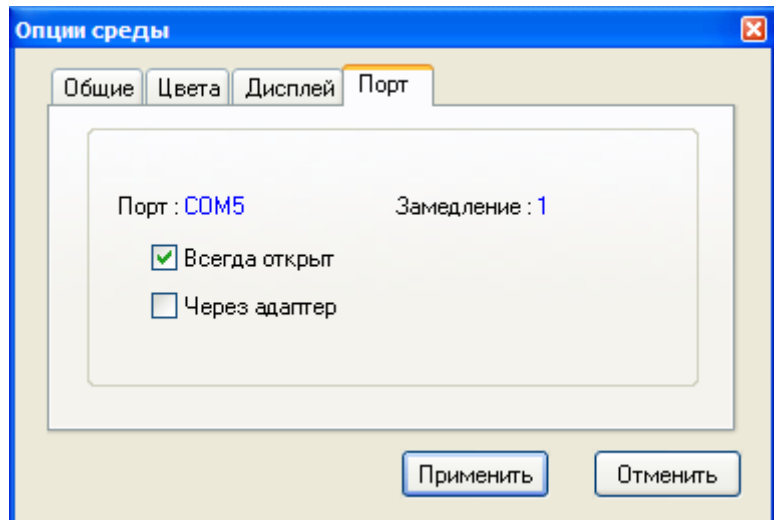 Опции среды
Общие Цвета Дисплей Порт
Порт : COM5 Замедление : 1
Всегда открыт
Через адаптер
Применить Отменить